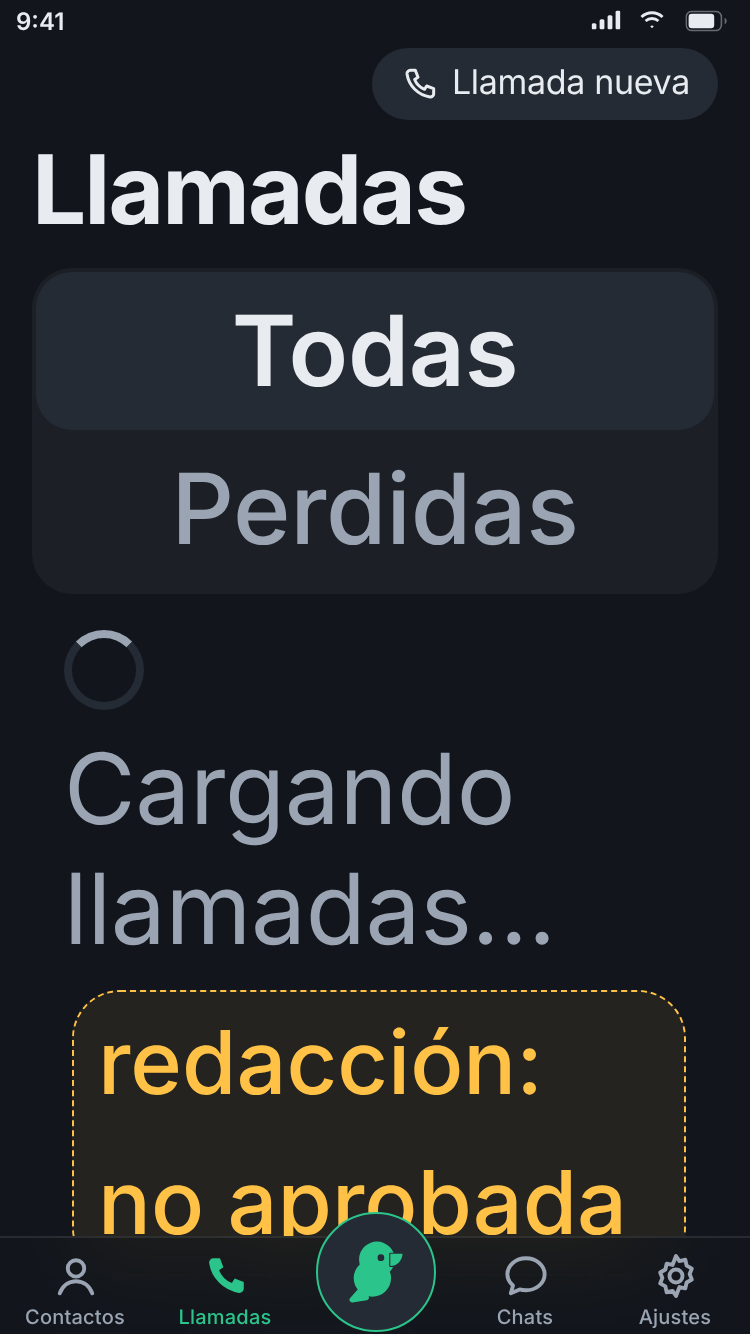 9:41
Llamada nueva
Llamadas
Todas
Perdidas
Cargando
llamadas...
redacción:
no aprobada
Contactos
Llamadas
Chats
Ajustes